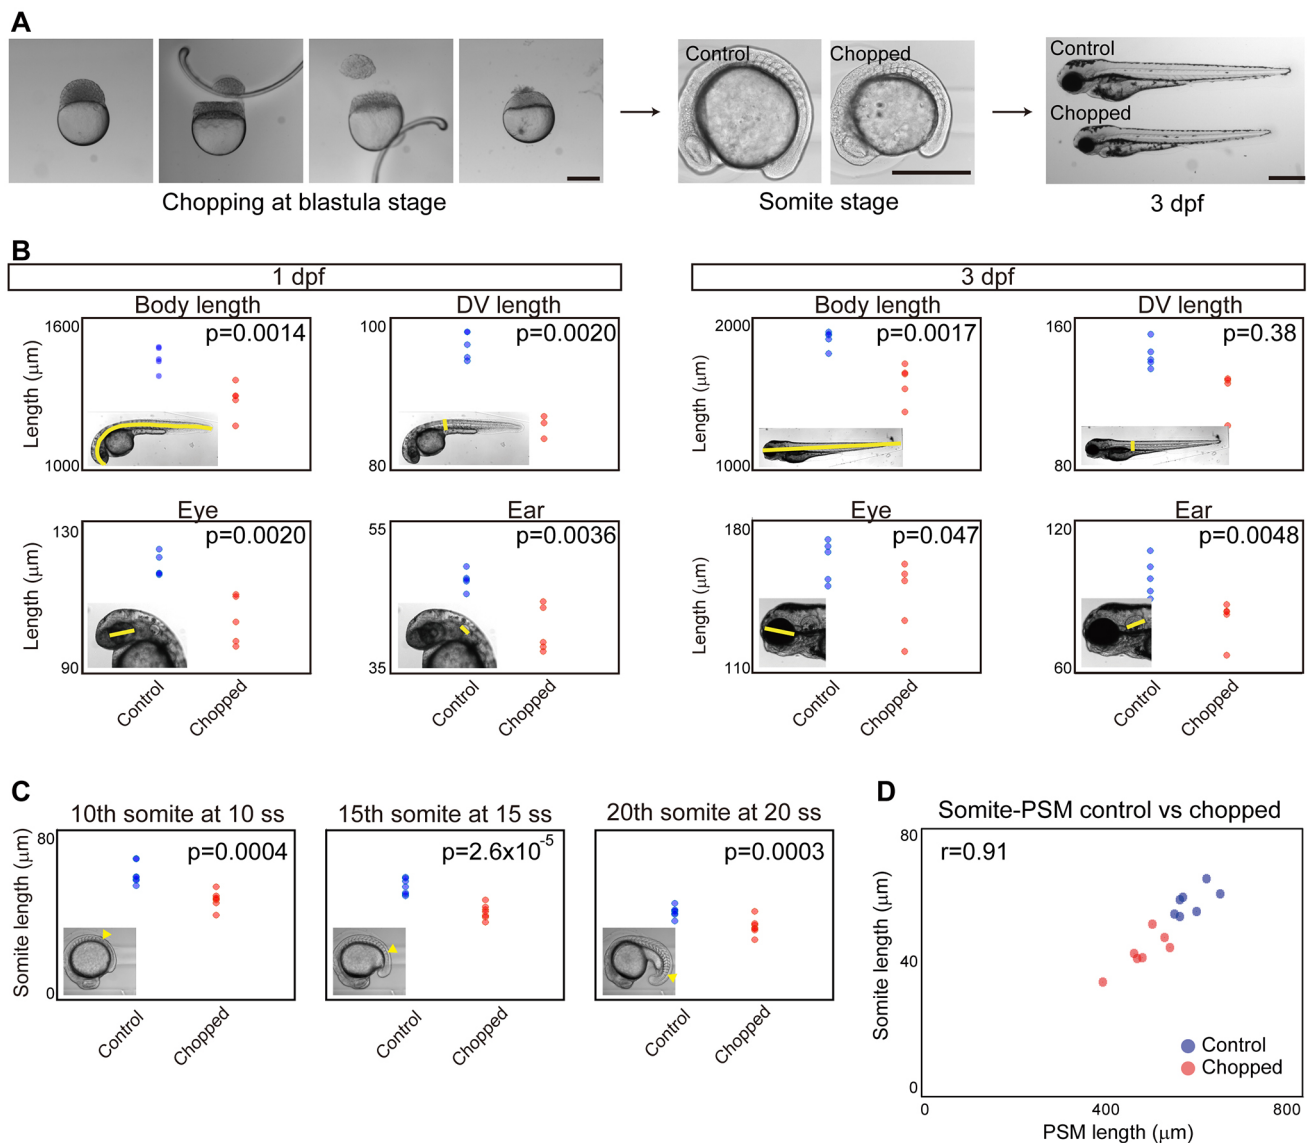 A
Control
Chopped
Control
Chopped
Chopping at blastula stage
Somite stage
3 dpf
B
1 dpf
3 dpf
Body length
DV length
Body length
DV length
1600
p=0.0014
100
p=0.0020
2000
p=0.0017
160
p=0.38
Length (μm)
Length (μm)
1000
80
1000
80
Eye
Ear
Eye
Ear
130
p=0.0020
55
p=0.0036
180
p=0.047
120
p=0.0048
Length (μm)
Length (μm)
90
35
110
60
Control
Chopped
Control
Chopped
Control
Chopped
Control
Chopped
C
10th somite at 10 ss
15th somite at 15 ss
20th somite at 20 ss
80
p=0.0004
p=2.6x10-5
p=0.0003
Somite length (μm)
0
Control
Chopped
Control
Chopped
Control
Chopped
D
Somite-PSM control vs chopped
80
r=0.91
Somite length (μm)
40
Control
Chopped
0
0
400
800
PSM length (μm)